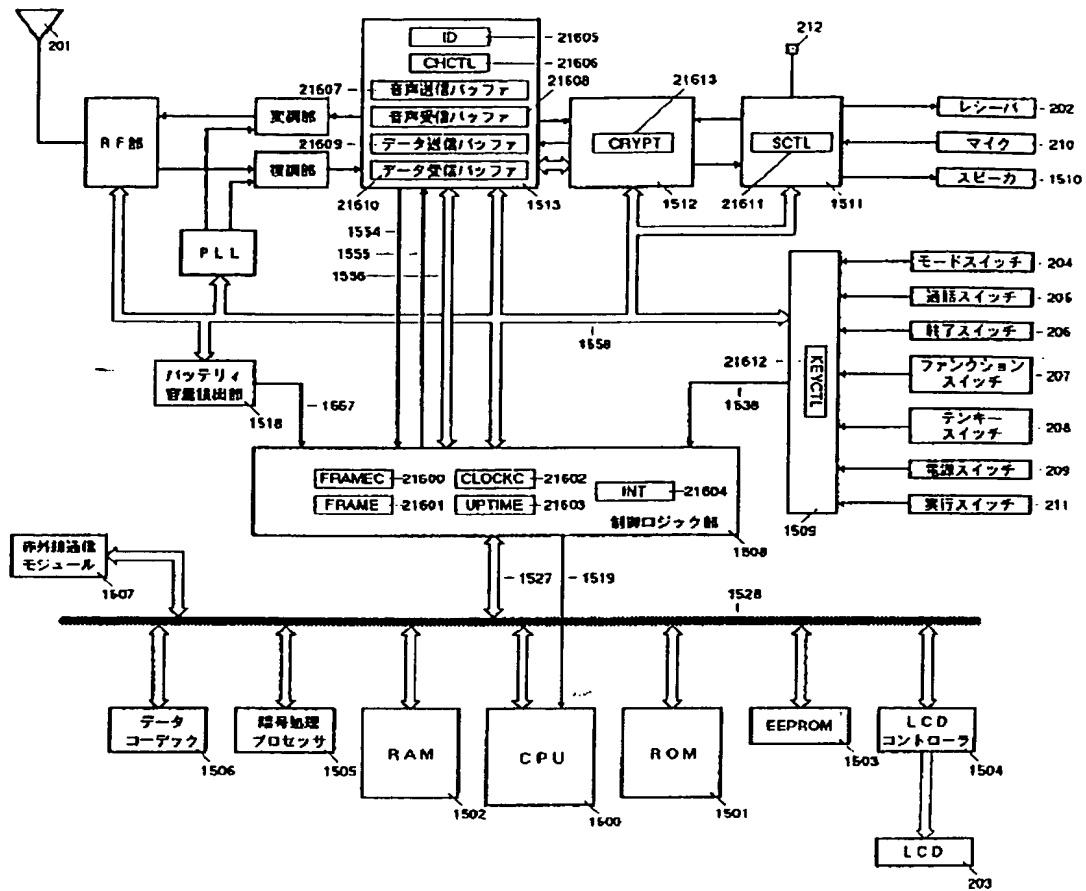 201
RF部
変調部
復調部
PLL
ID
21605
CHCTL
21606
21607
音声送信バッファ
21608
音声受信バッファ
21609
データ送信バッファ
データ受信バッファ
21610
1513
21613
CRYPT
1512
212
SCTL
21611
1511
レシーバ
202
マイク
210
スピーカ
1510
1554
1555
1556
1558
モードスイッチ
204
通話スイッチ
205
終了スイッチ
206
ファンクション
スイッチ
207
テンキー
スイッチ
208
電源スイッチ
209
実行スイッチ
211
21612
KEYCTL
1509
1538
バッテリィ
容量検出部
1518
1557
FRAMEC
21600
CLOCKC
21602
FRAME
21601
UPTIME
21603
INT
21604
制御ロジック部
1508
赤外線通信
モジュール
1507
1527
1519
1528
データ
コーデック
1506
暗号処理
プロセッサ
1505
RAM
1502
CPU
1500
ROM
1501
EEPROM
1503
LCD
コントローラ
1504
LCD
203